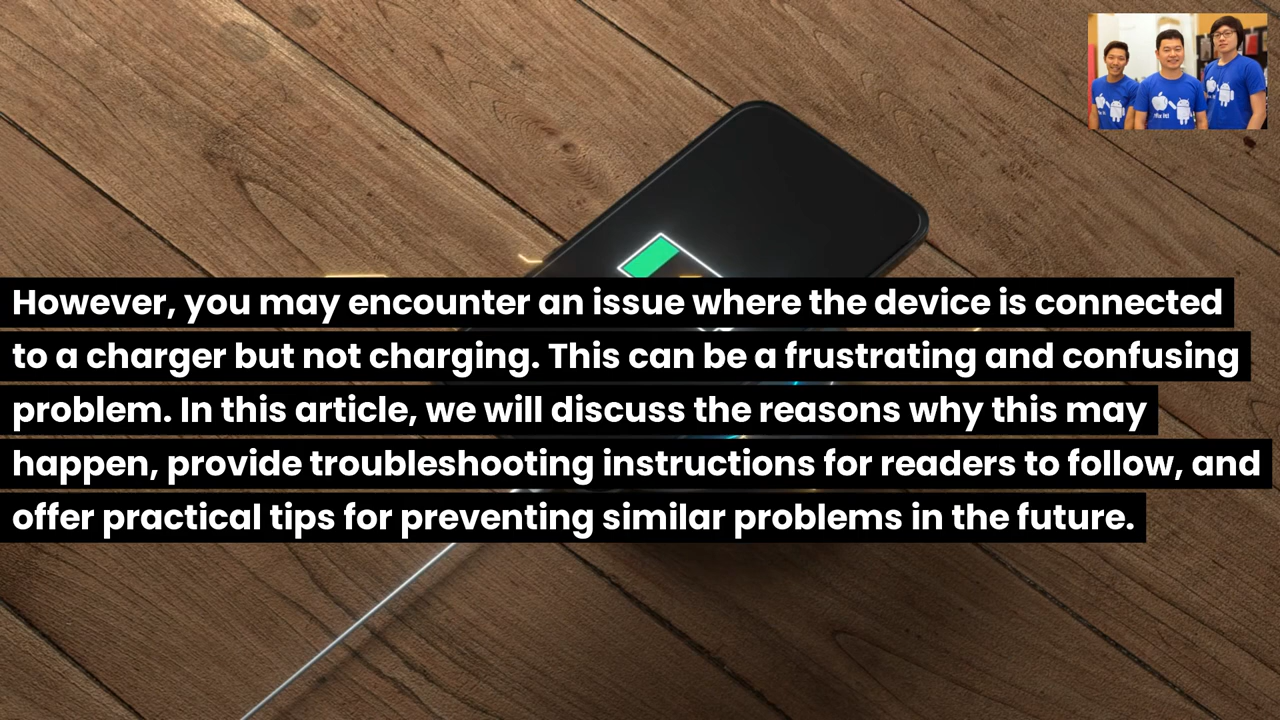 However, you may encounter an issue where the device is connected
to a charger but not charging. This can be a frustrating and confusing
problem. In this article, we will discuss the reasons why this may
happen, provide troubleshooting instructions for readers to follow, and
offer practical tips for preventing similar problems in the future.